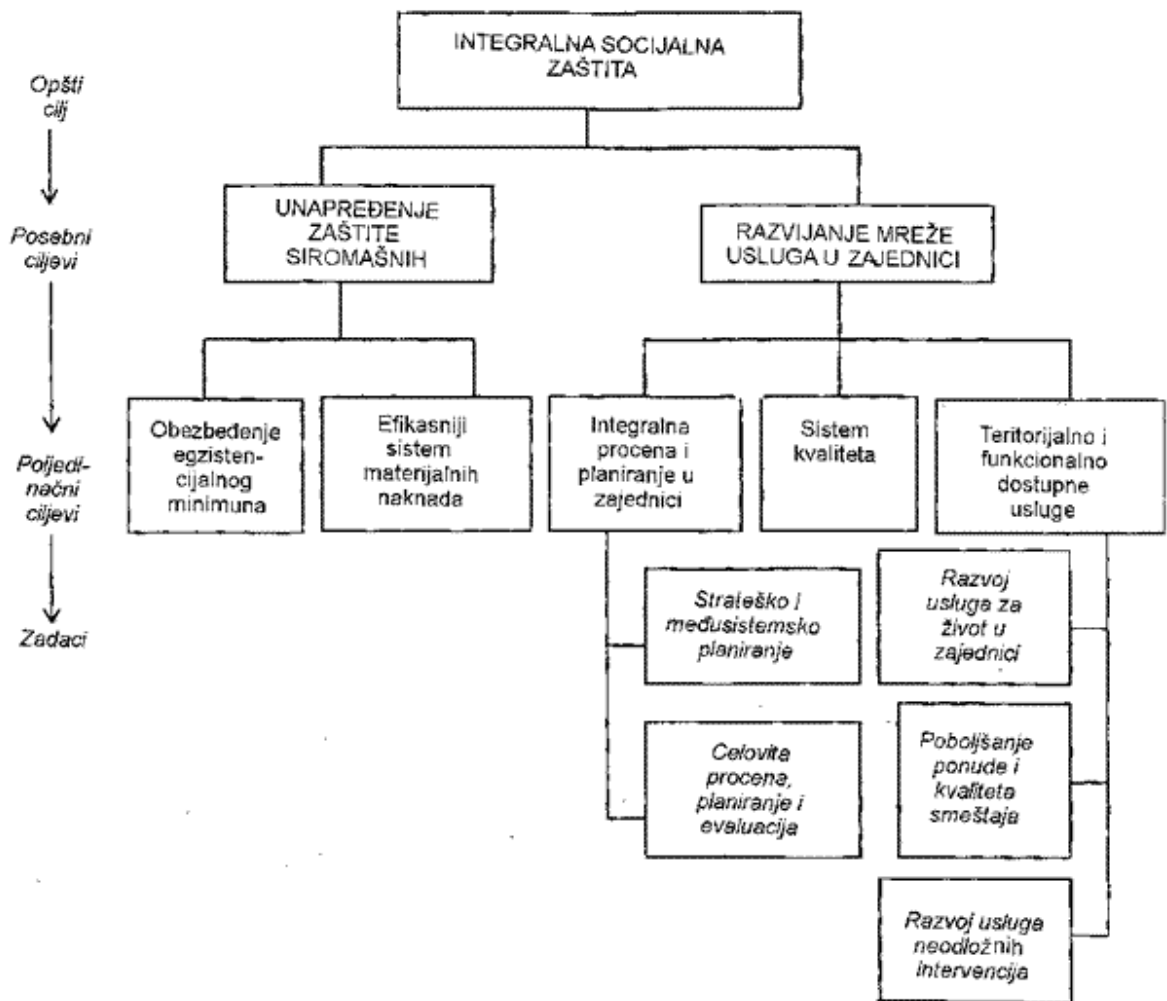 INTEGRALNA SOCIJALNA
ZAŠTITA
Opšti
cilj
UNAPREĐENJE
ZAŠTITE
SIROMAŠNIH
RAZVIJANJE MREŽE
USLUGA U ZAJEDNICI
Posebni
ciljevi
Obezbeđenje
egzisten-
cijalnog
minimuna
Efikasniji
sistem
materijalnih
naknada
Integralna
procena i
planiranje u
zajednici
Sistem
kvaliteta
Teritorijalno i
funkcionalno
dostupne
usluge
Pojedi-
načni
ciljevi
Zadaci
Strateško i
međusistemsko
planiranje
Razvoj
usluga za
život u
zajednici
Celovita
procena,
planiranje i
evaluacija
Poboljšanje
ponude i
kvaliteta
smeštaja
Razvoj usluga
neodložnih
intervencija